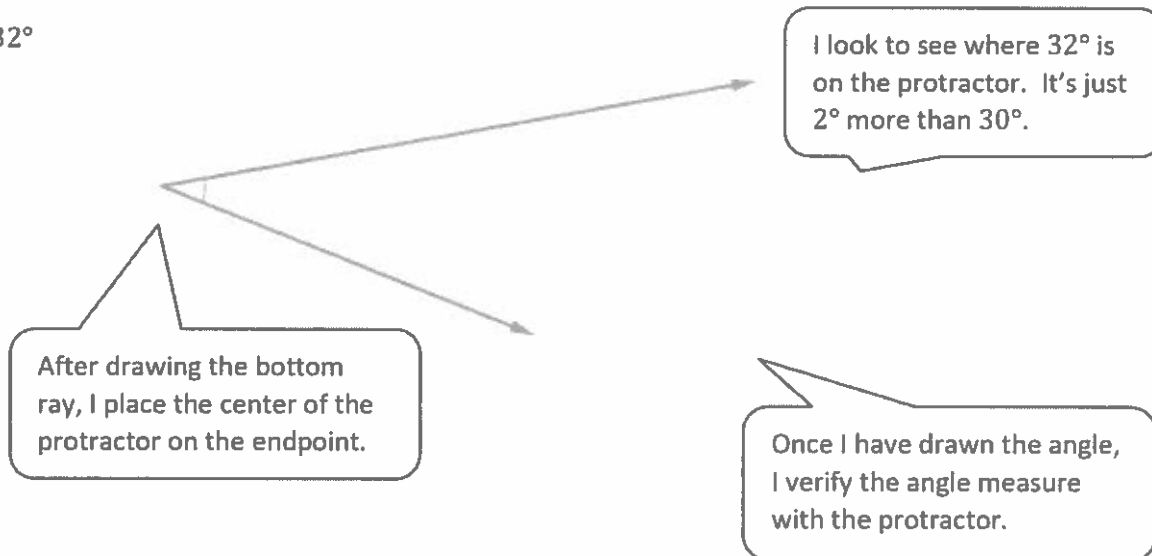 32°
I look to see where 32° is
on the protractor. It's just
2° more than 30°.
After drawing the bottom
ray, I place the center of the
protractor on the endpoint.
Once I have drawn the angle,
I verify the angle measure
with the protractor.